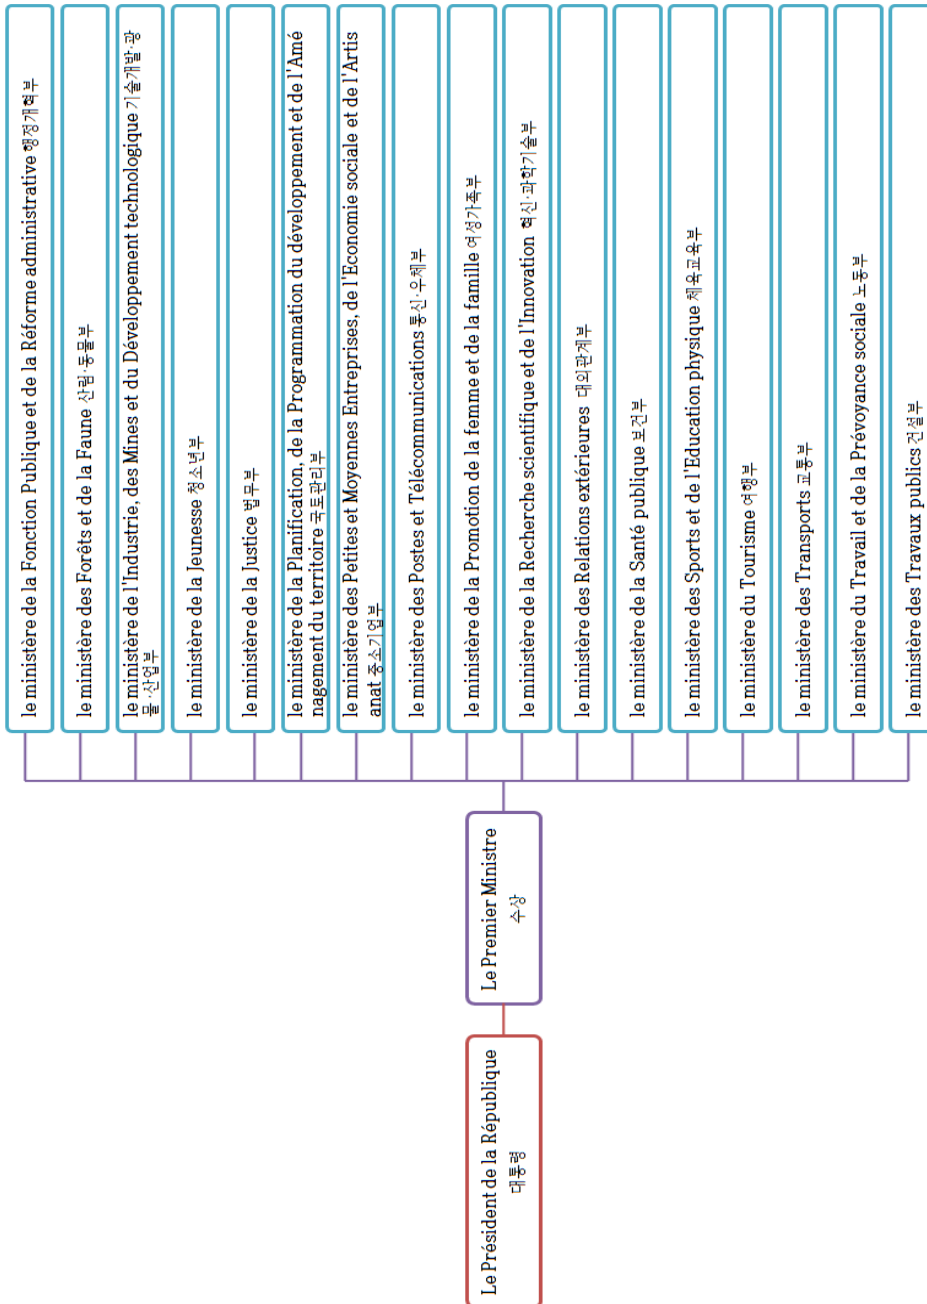 le ministère de la Fonction Publique et de la Réforme administrative 행정개혁부
le ministère des Forêts et de la Faune 산림·동물부
le ministère de l'Industrie, des Mines et du Développement technologique 기술개발·광
물·산업부
le ministère de la Jeunesse 청소년부
le ministère de la Justice 법무부
le ministère de la Planification, de la Programmation du développement et de l'Amé
nagement du territoire 국토관리부
le ministère des Petites et Moyennes Entreprises, de l'Economie sociale et de l'Artis
anat 중소기업부
le ministère des Postes et Télécommunications 통신·우체부
le ministère de la Promotion de la femme et de la famille 여성가족부
le ministère de la Recherche scientifique et de l'Innovation 혁신·과학기술부
le ministère des Relations extérieures 대외관계부
le ministère de la Santé publique 보건부
le ministère des Sports et de l'Education physique 체육교육부
le ministère du Tourisme 여행부
le ministère des Transports 교통부
le ministère du Travail et de la Prévoyance sociale 노동부
le ministère des Travaux publics 건설부
Le Premier Ministre
수상
Le Président de la République
대통령